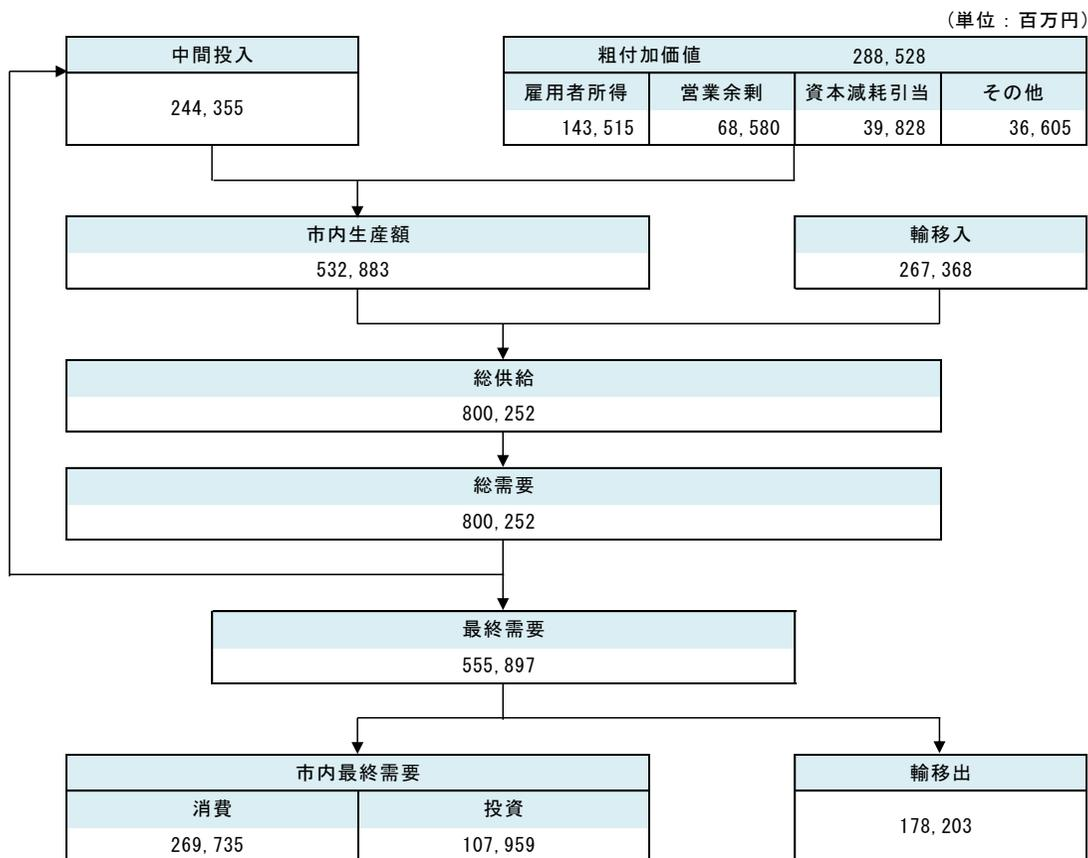 （単位：百万円）
中間投入
244,355
粗付加価値 288,528
雇用者所得 営業余剰 資本減耗引当 その他
143,515 68,580 39,828 36,605
市内生産額
532,883
輸移入
267,368
総供給
800,252
総需要
800,252
最終需要
555,897
市内最終需要
消費 投資
269,735 107,959
輸移出
178,203